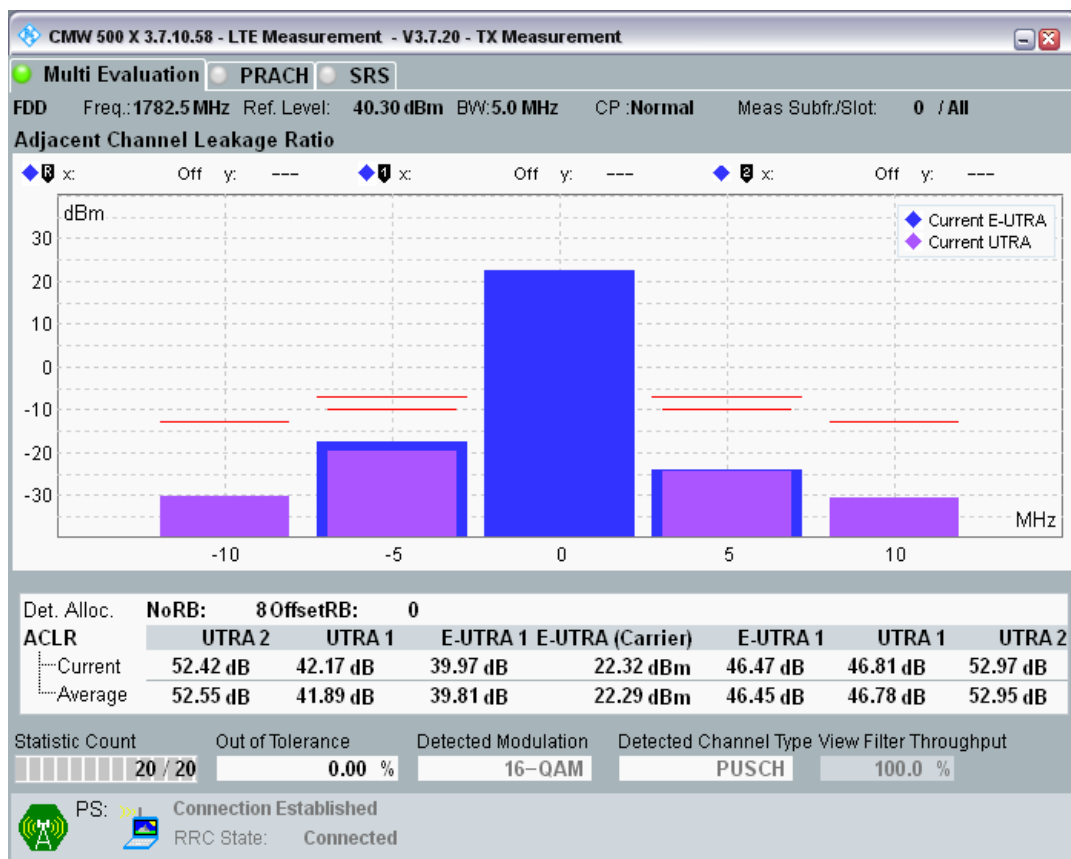 CMW 500 X 3.7.10.58 - LTE Measurement - V3.7.20 - TX Measurement
Multi Evaluation PRACH SRS
FDD Freq.: 1782.5 MHz Ref. Level: 40.30 dBm BW: 5.0 MHz CP : Normal Meas Subfr./Slot: 0 / All
Adjacent Channel Leakage Ratio
R x: Off y: --- 1 x: Off y: --- 2 x: Off y: ---
dBm
Current E-UTRA
Current UTRA
30
20
10
0
-10
-20
-30
MHz
-10 -5 0 5 10
Det. Alloc. NoRB: 8 OffsetRB: 0
ACLR UTRA 2 UTRA 1 E-UTRA 1 E-UTRA (Carrier) E-UTRA 1 UTRA 1 UTRA 2
Current 52.42 dB 42.17 dB 39.97 dB 22.32 dBm 46.47 dB 46.81 dB 52.97 dB
Average 52.55 dB 41.89 dB 39.81 dB 22.29 dBm 46.45 dB 46.78 dB 52.95 dB
Statistic Count Out of Tolerance Detected Modulation Detected Channel Type View Filter Throughput
20 / 20 0.00 % 16-QAM PUSCH 100.0 %
PS: Connection Established
RRC State: Connected